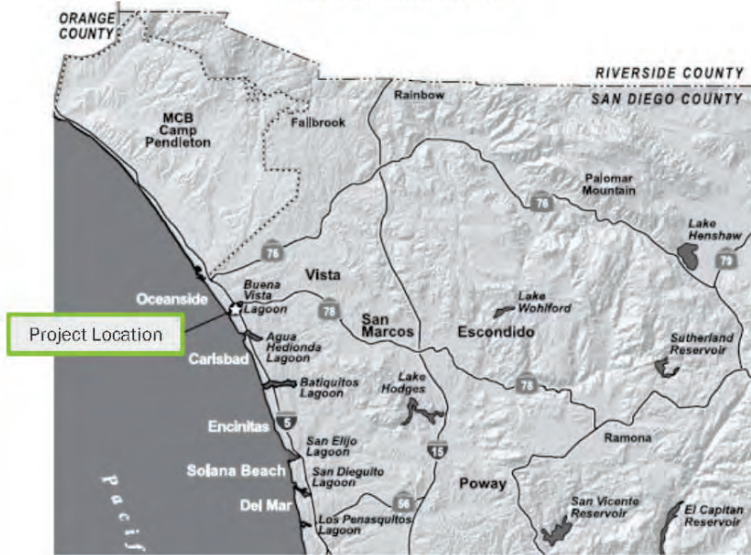 ORANGE
COUNTY
RIVERSIDE COUNTY
SAN DIEGO COUNTY
Rainbow
MCB
Camp
Pendleton
Fallbrook
Palomar
Mountain
76
Lake
Henshaw
79
76
Vista
Buena
Vista
Lagoon
Oceanside
78
San
Marcos
Lake
Wohlford
Escondido
Project Location
Agua
Hedionda
Lagoon
Carlsbad
Sutherland
Reservoir
Batiquitos
Lagoon
Lake
Hodges
78
Encinitas
5
San Elijo
Lagoon
15
Ramona
Solana Beach
San Dieguito
Lagoon
Poway
Del Mar
56
San Vicente
Reservoir
El Capitan
Reservoir
Los Penasquitos
Lagoon
Pacif